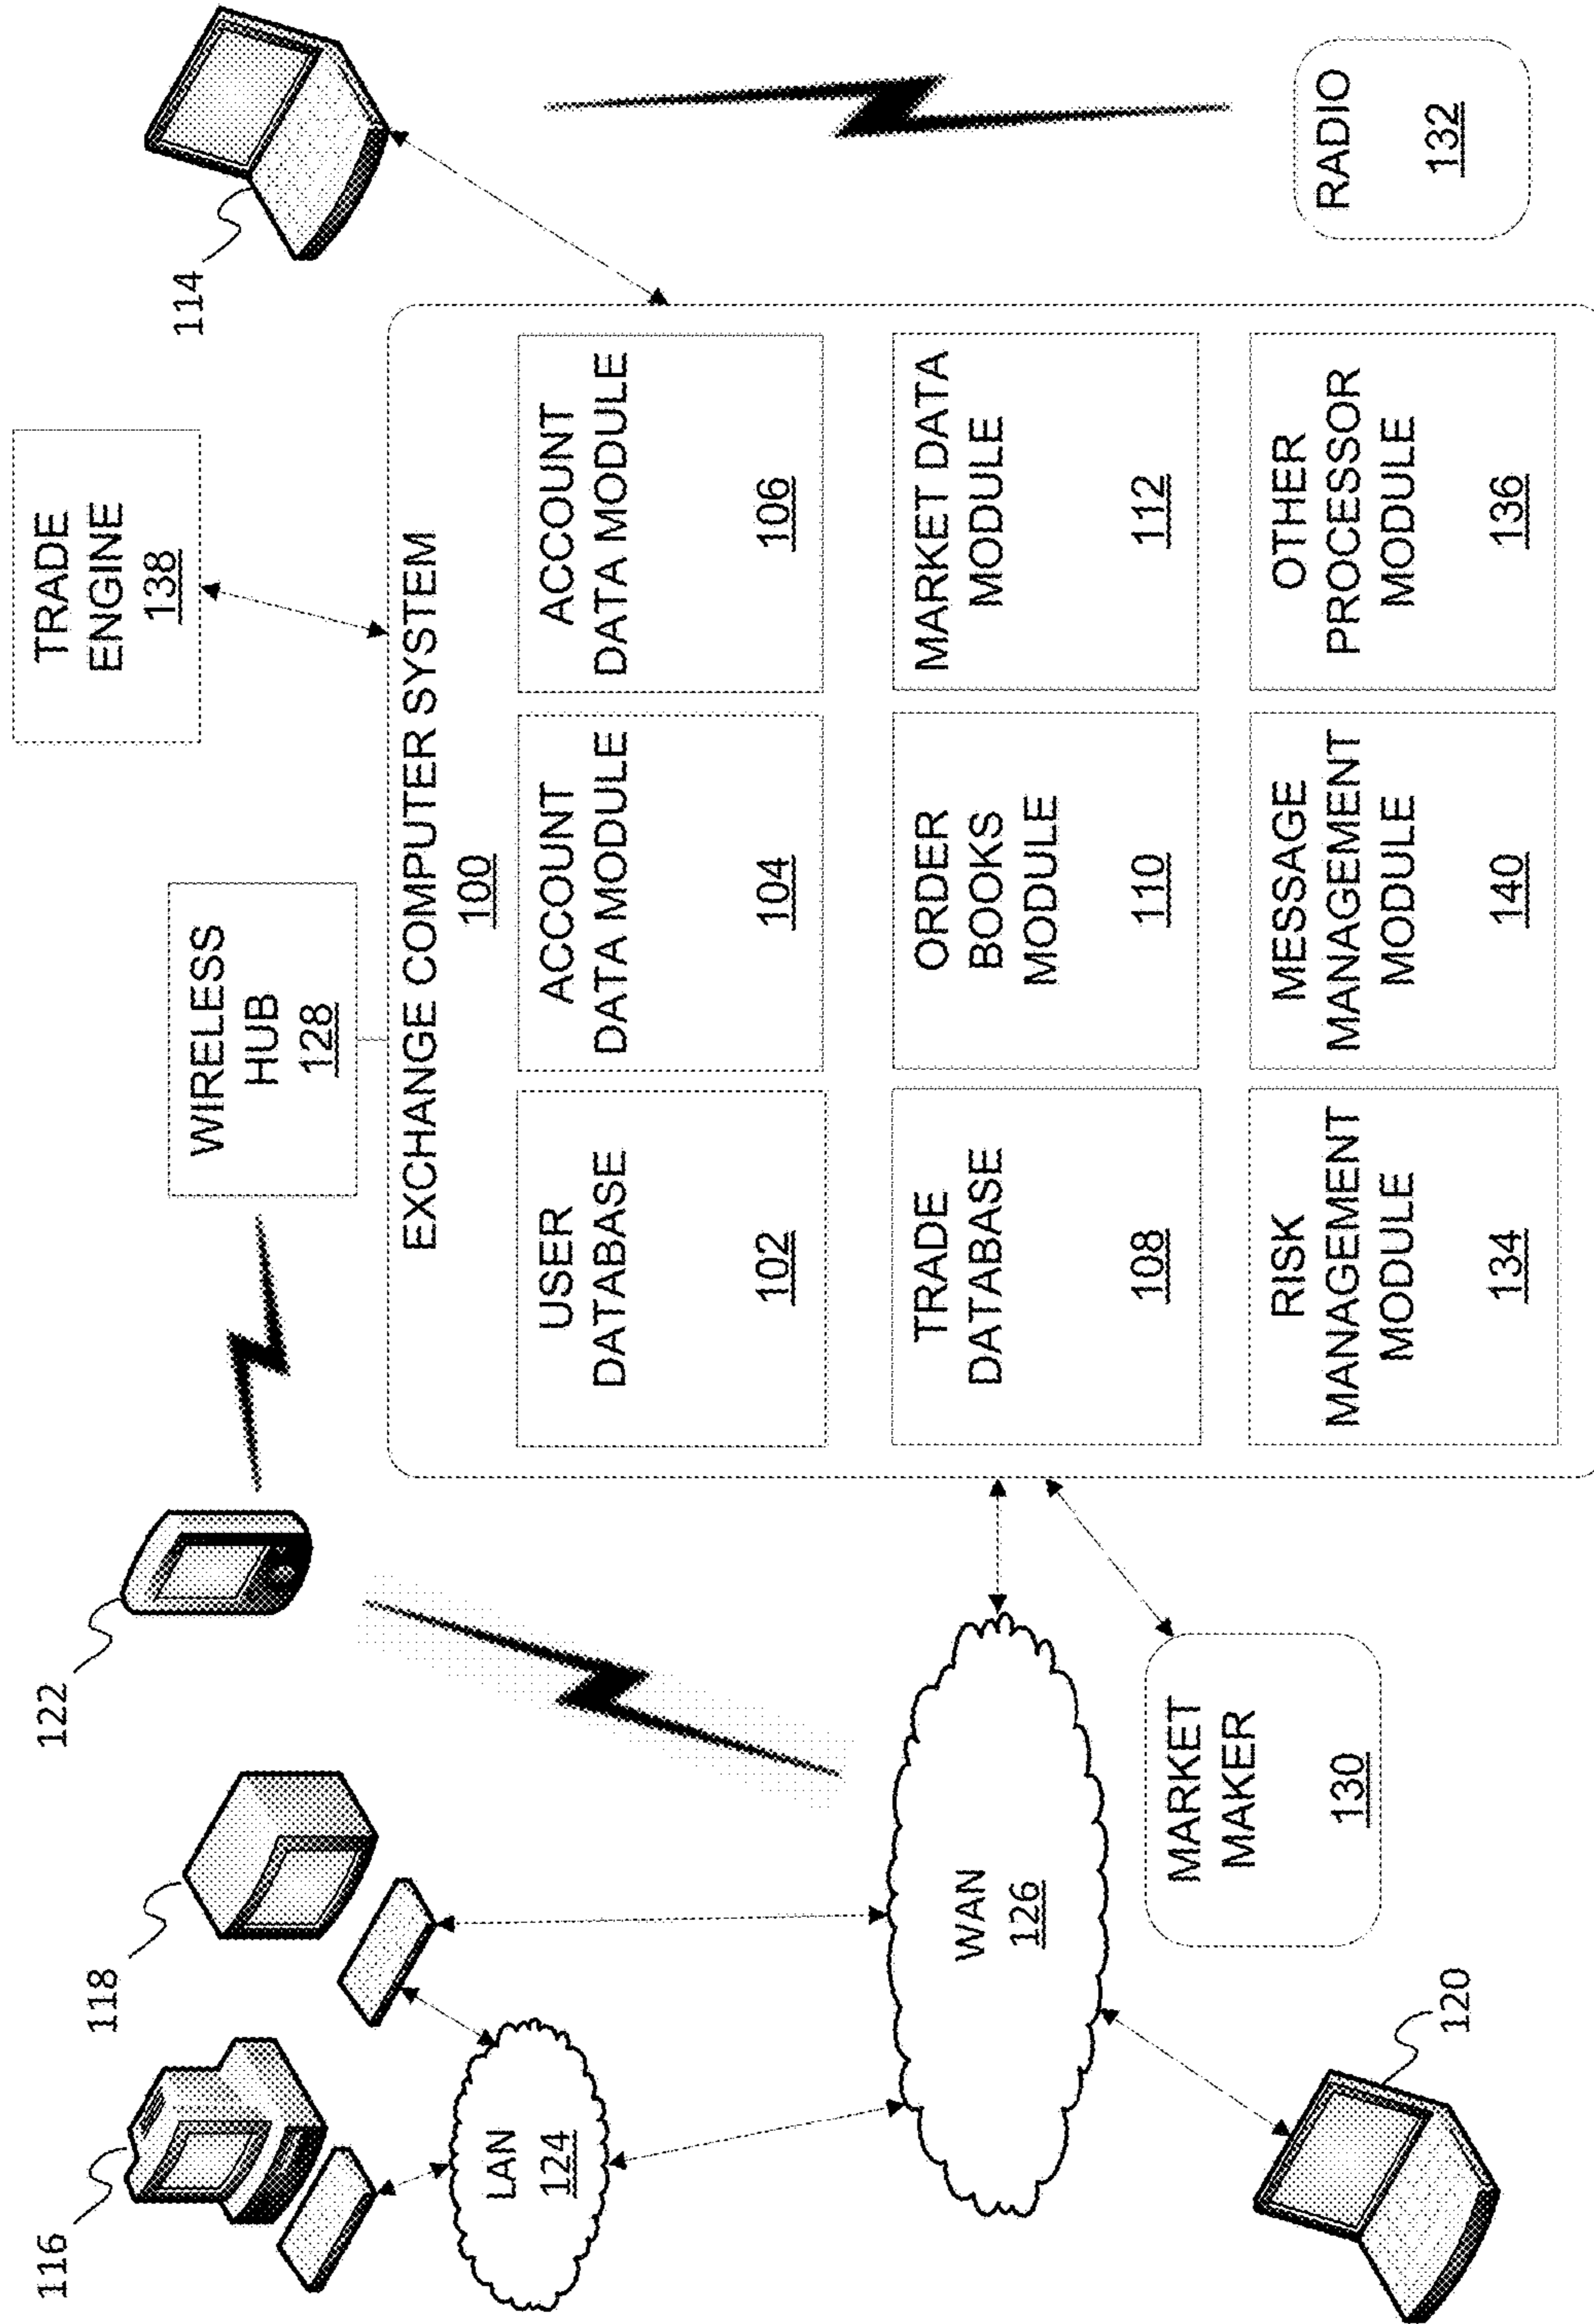 116
118
122
114
TRADE
ENGINE
138
WIRELESS
HUB
128
EXCHANGE COMPUTER SYSTEM
100
USER
DATABASE
102
ACCOUNT
DATA MODULE
104
ACCOUNT
DATA MODULE
106
TRADE
DATABASE
108
ORDER
BOOKS
MODULE
110
MARKET DATA
MODULE
112
RISK
MANAGEMENT
MODULE
134
MESSAGE
MANAGEMENT
MODULE
140
OTHER
PROCESSOR
MODULE
136
LAN
124
WAN
126
MARKET
MAKER
130
120
RADIO
132